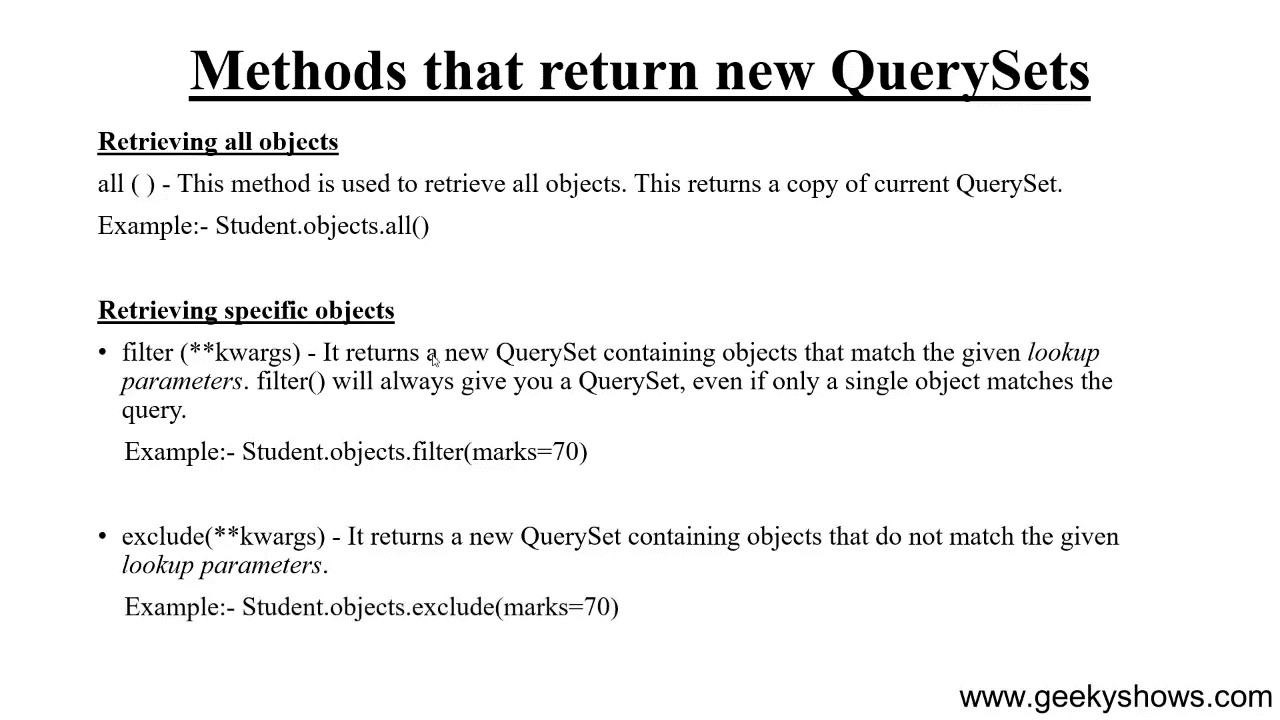 Methods that return new QuerySets
Retrieving all objects
all ( ) - This method is used to retrieve all objects. This returns a copy of current QuerySet.
Example:- Student.objects.all()
Retrieving specific objects
• filter (**kwargs) - It returns a new QuerySet containing objects that match the given lookup
parameters. filter() will always give you a QuerySet, even if only a single object matches the
query.
Example:- Student.objects.filter(marks=70)
• exclude(**kwargs) - It returns a new QuerySet containing objects that do not match the given
lookup parameters.
Example:- Student.objects.exclude(marks=70)
www.geekyshows.com